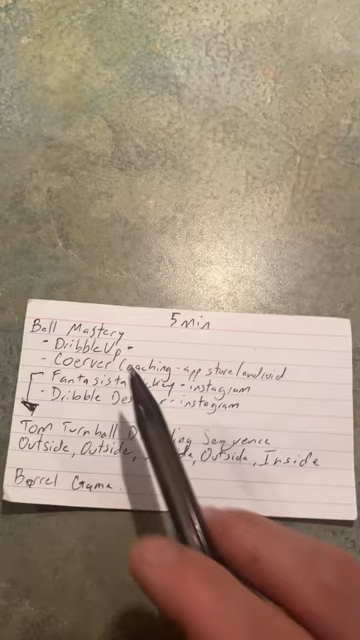 5 min
Ball Mastery
- DribbleUp -
- Coerver Coaching - app store/android
Fantasista - instagram
- Dribble - instagram
Tom Turnball Sequence
Outside, Outside, Outside, Inside
Barrel Game